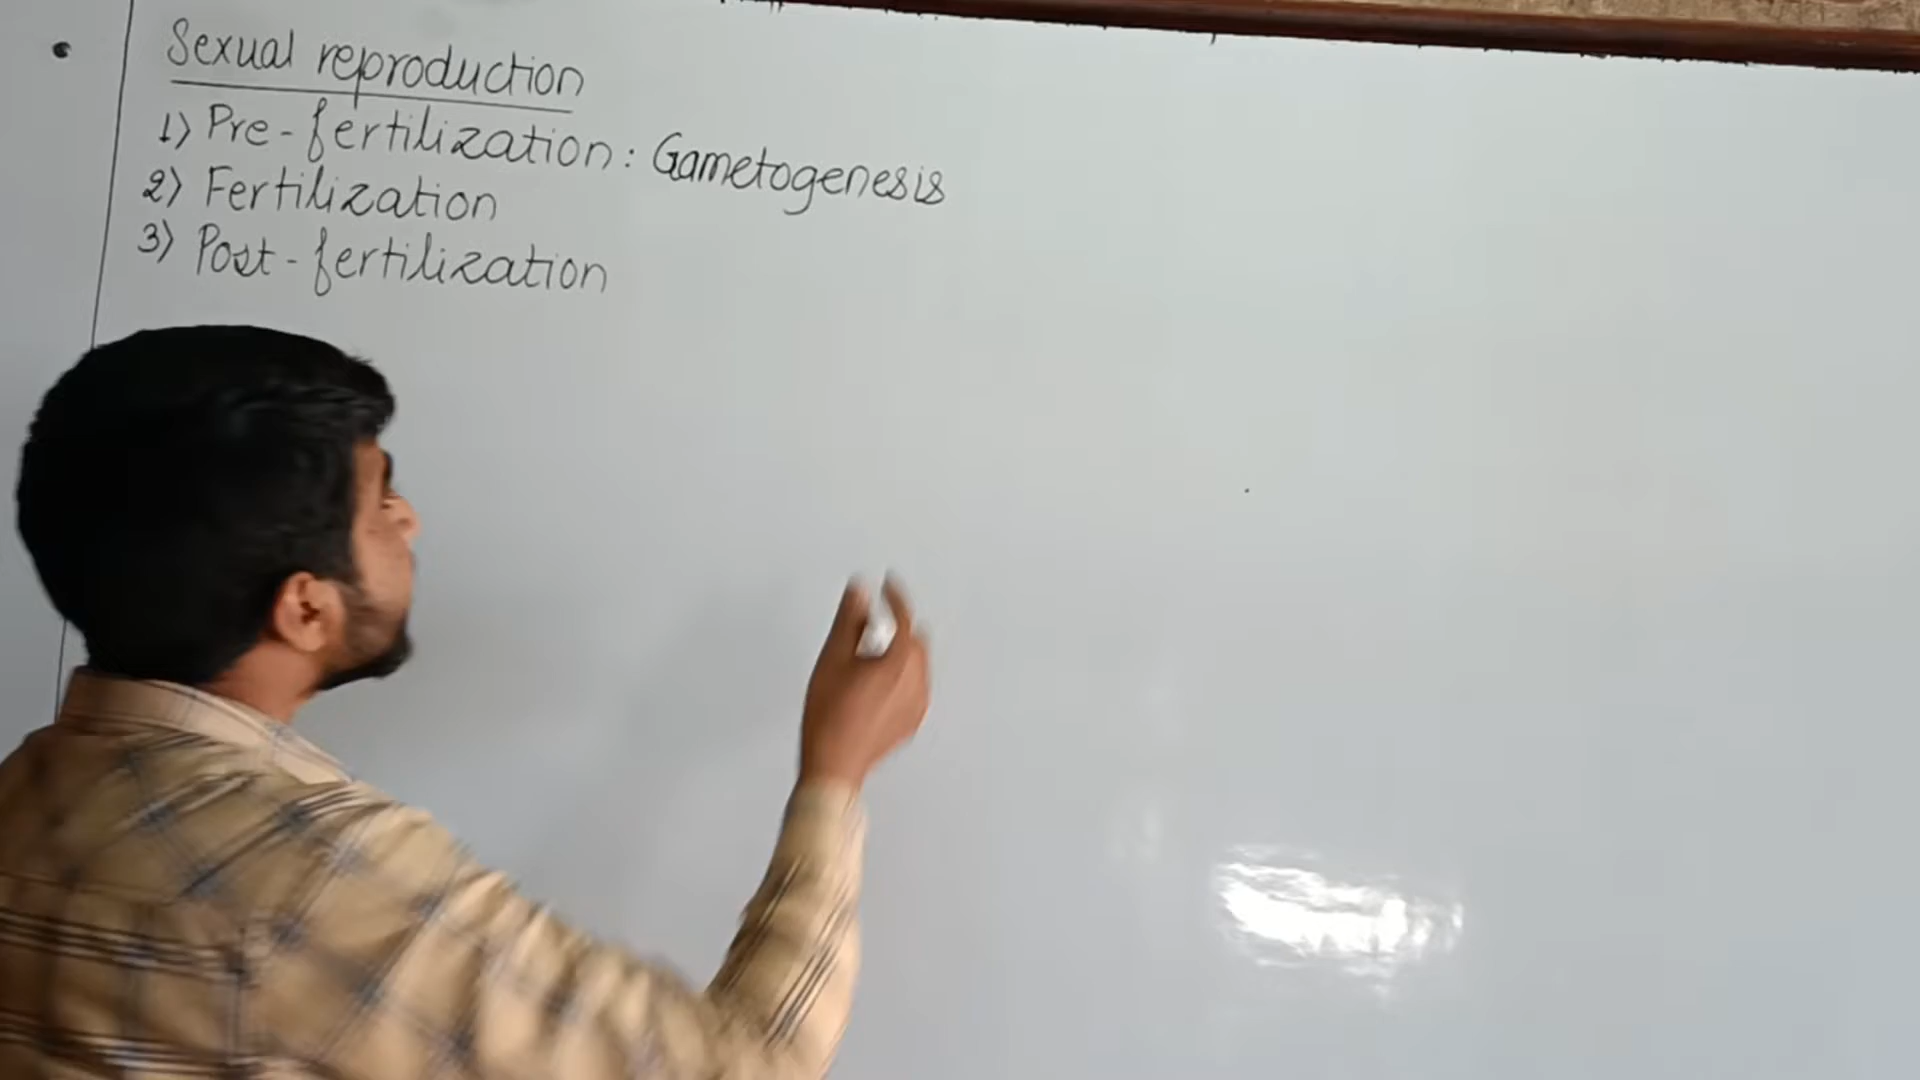 Sexual reproduction
1) Pre-fertilization: Gametogenesis
2) Fertilization
3) Post-fertilization